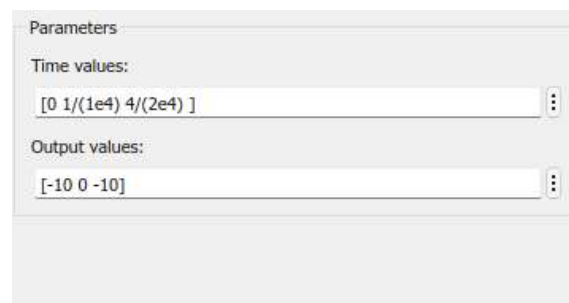 Parameters
Time values:
[0 1/(1e4) 4/(2e4) ]
Output values:
[-10 0 -10]